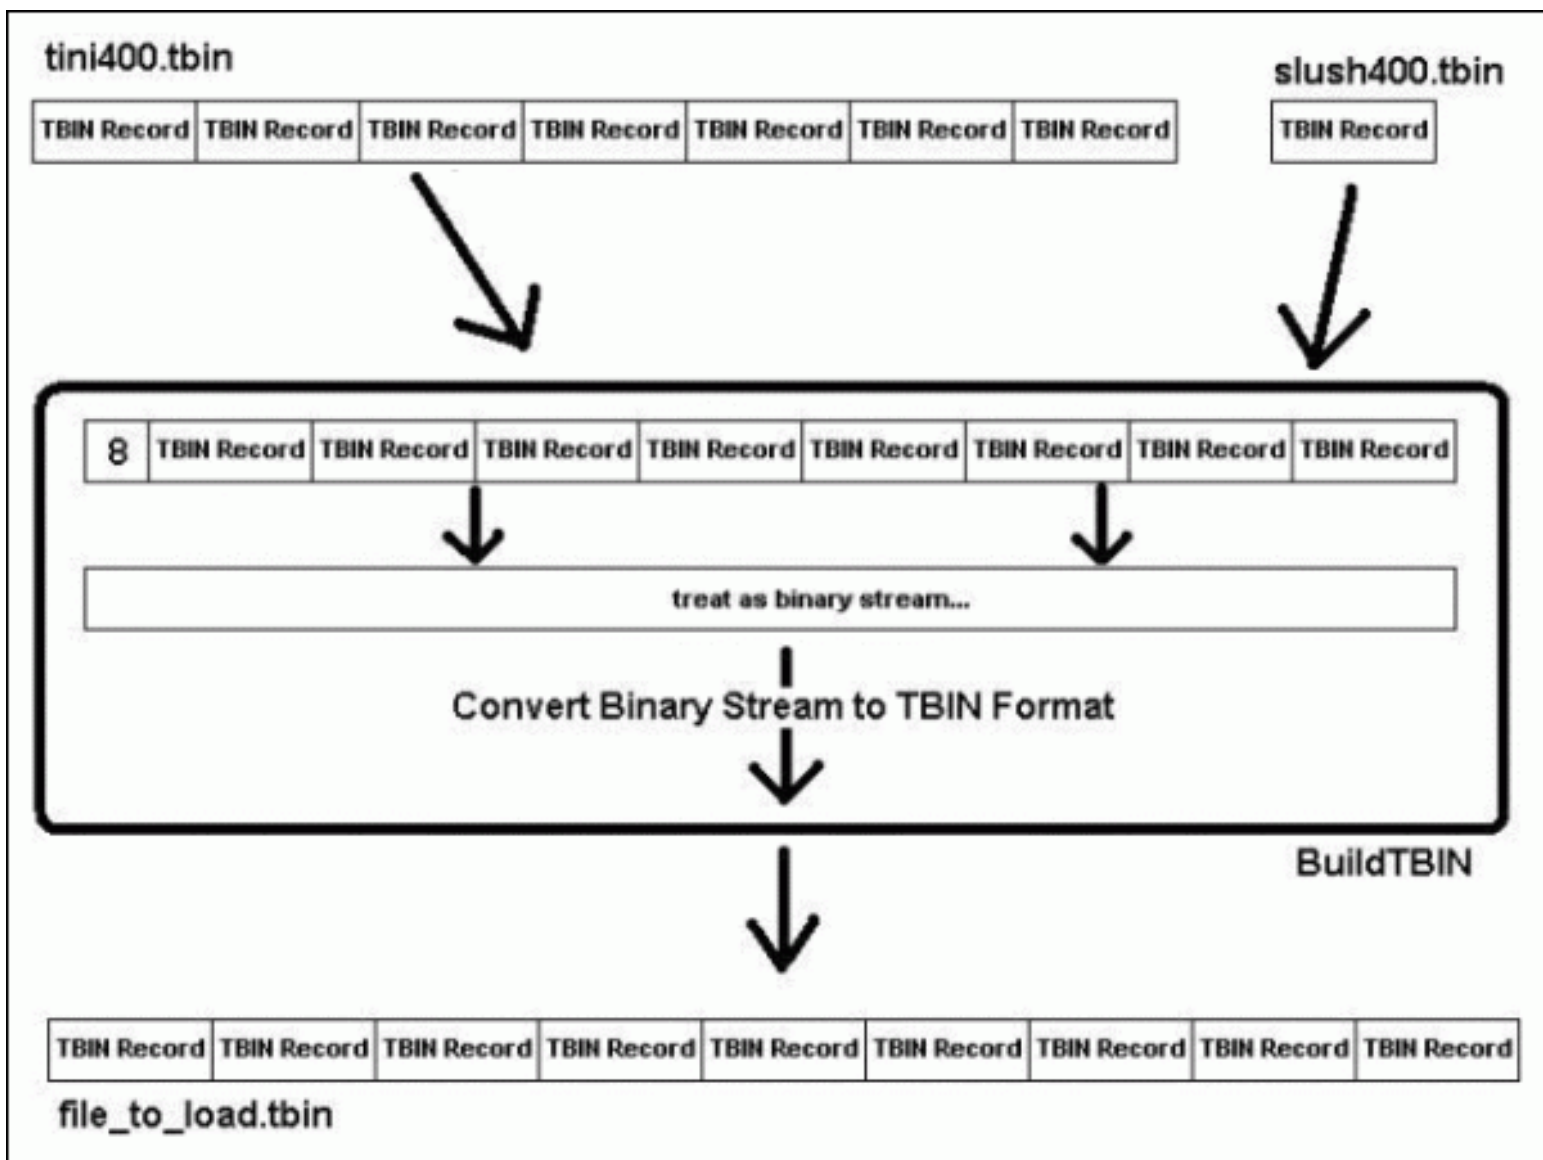 tini400.tbin
slush400.tbin
TBIN Record TBIN Record TBIN Record TBIN Record TBIN Record TBIN Record TBIN Record
TBIN Record
8 TBIN Record TBIN Record TBIN Record TBIN Record TBIN Record TBIN Record TBIN Record TBIN Record
treat as binary stream...
Convert Binary Stream to TBIN Format
BuildTBIN
TBIN Record TBIN Record TBIN Record TBIN Record TBIN Record TBIN Record TBIN Record TBIN Record TBIN Record
file_to_load.tbin